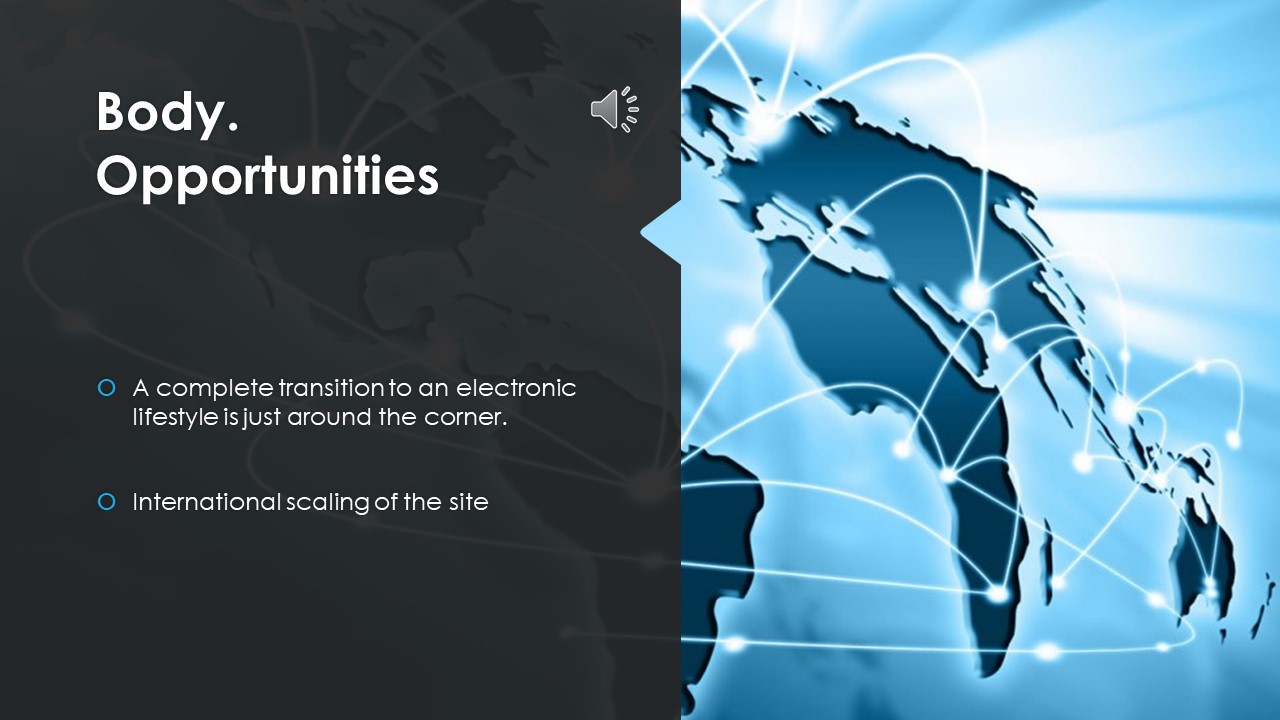 Body.
Opportunities
A complete transition to an electronic
lifestyle is just around the corner.
International scaling of the site